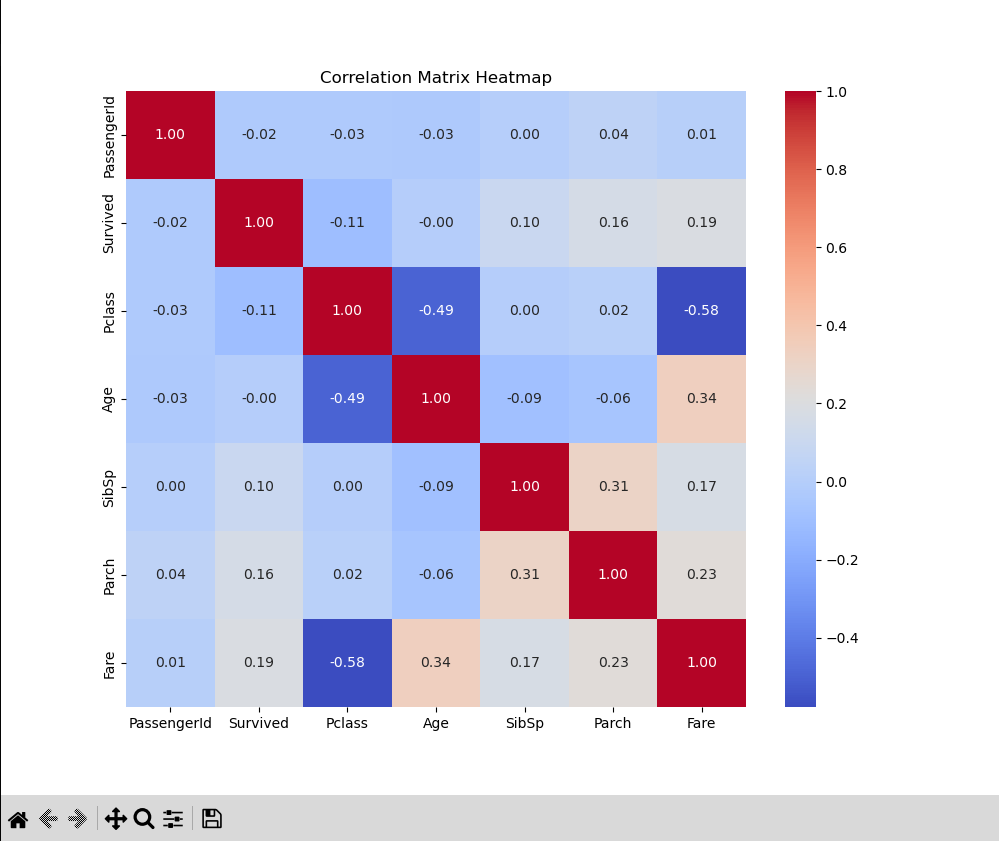 Correlation Matrix Heatmap
PassengerId 1.00 -0.02 -0.03 -0.03 0.00 0.04 0.01
Survived -0.02 1.00 -0.11 -0.00 0.10 0.16 0.19
Pclass -0.03 -0.11 1.00 -0.49 0.00 0.02 -0.58
Age -0.03 -0.00 -0.49 1.00 -0.09 -0.06 0.34
SibSp 0.00 0.10 0.00 -0.09 1.00 0.31 0.17
Parch 0.04 0.16 0.02 -0.06 0.31 1.00 0.23
Fare 0.01 0.19 -0.58 0.34 0.17 0.23 1.00
PassengerId Survived Pclass Age SibSp Parch Fare
1.0
0.8
0.6
0.4
0.2
0.0
−0.2
−0.4